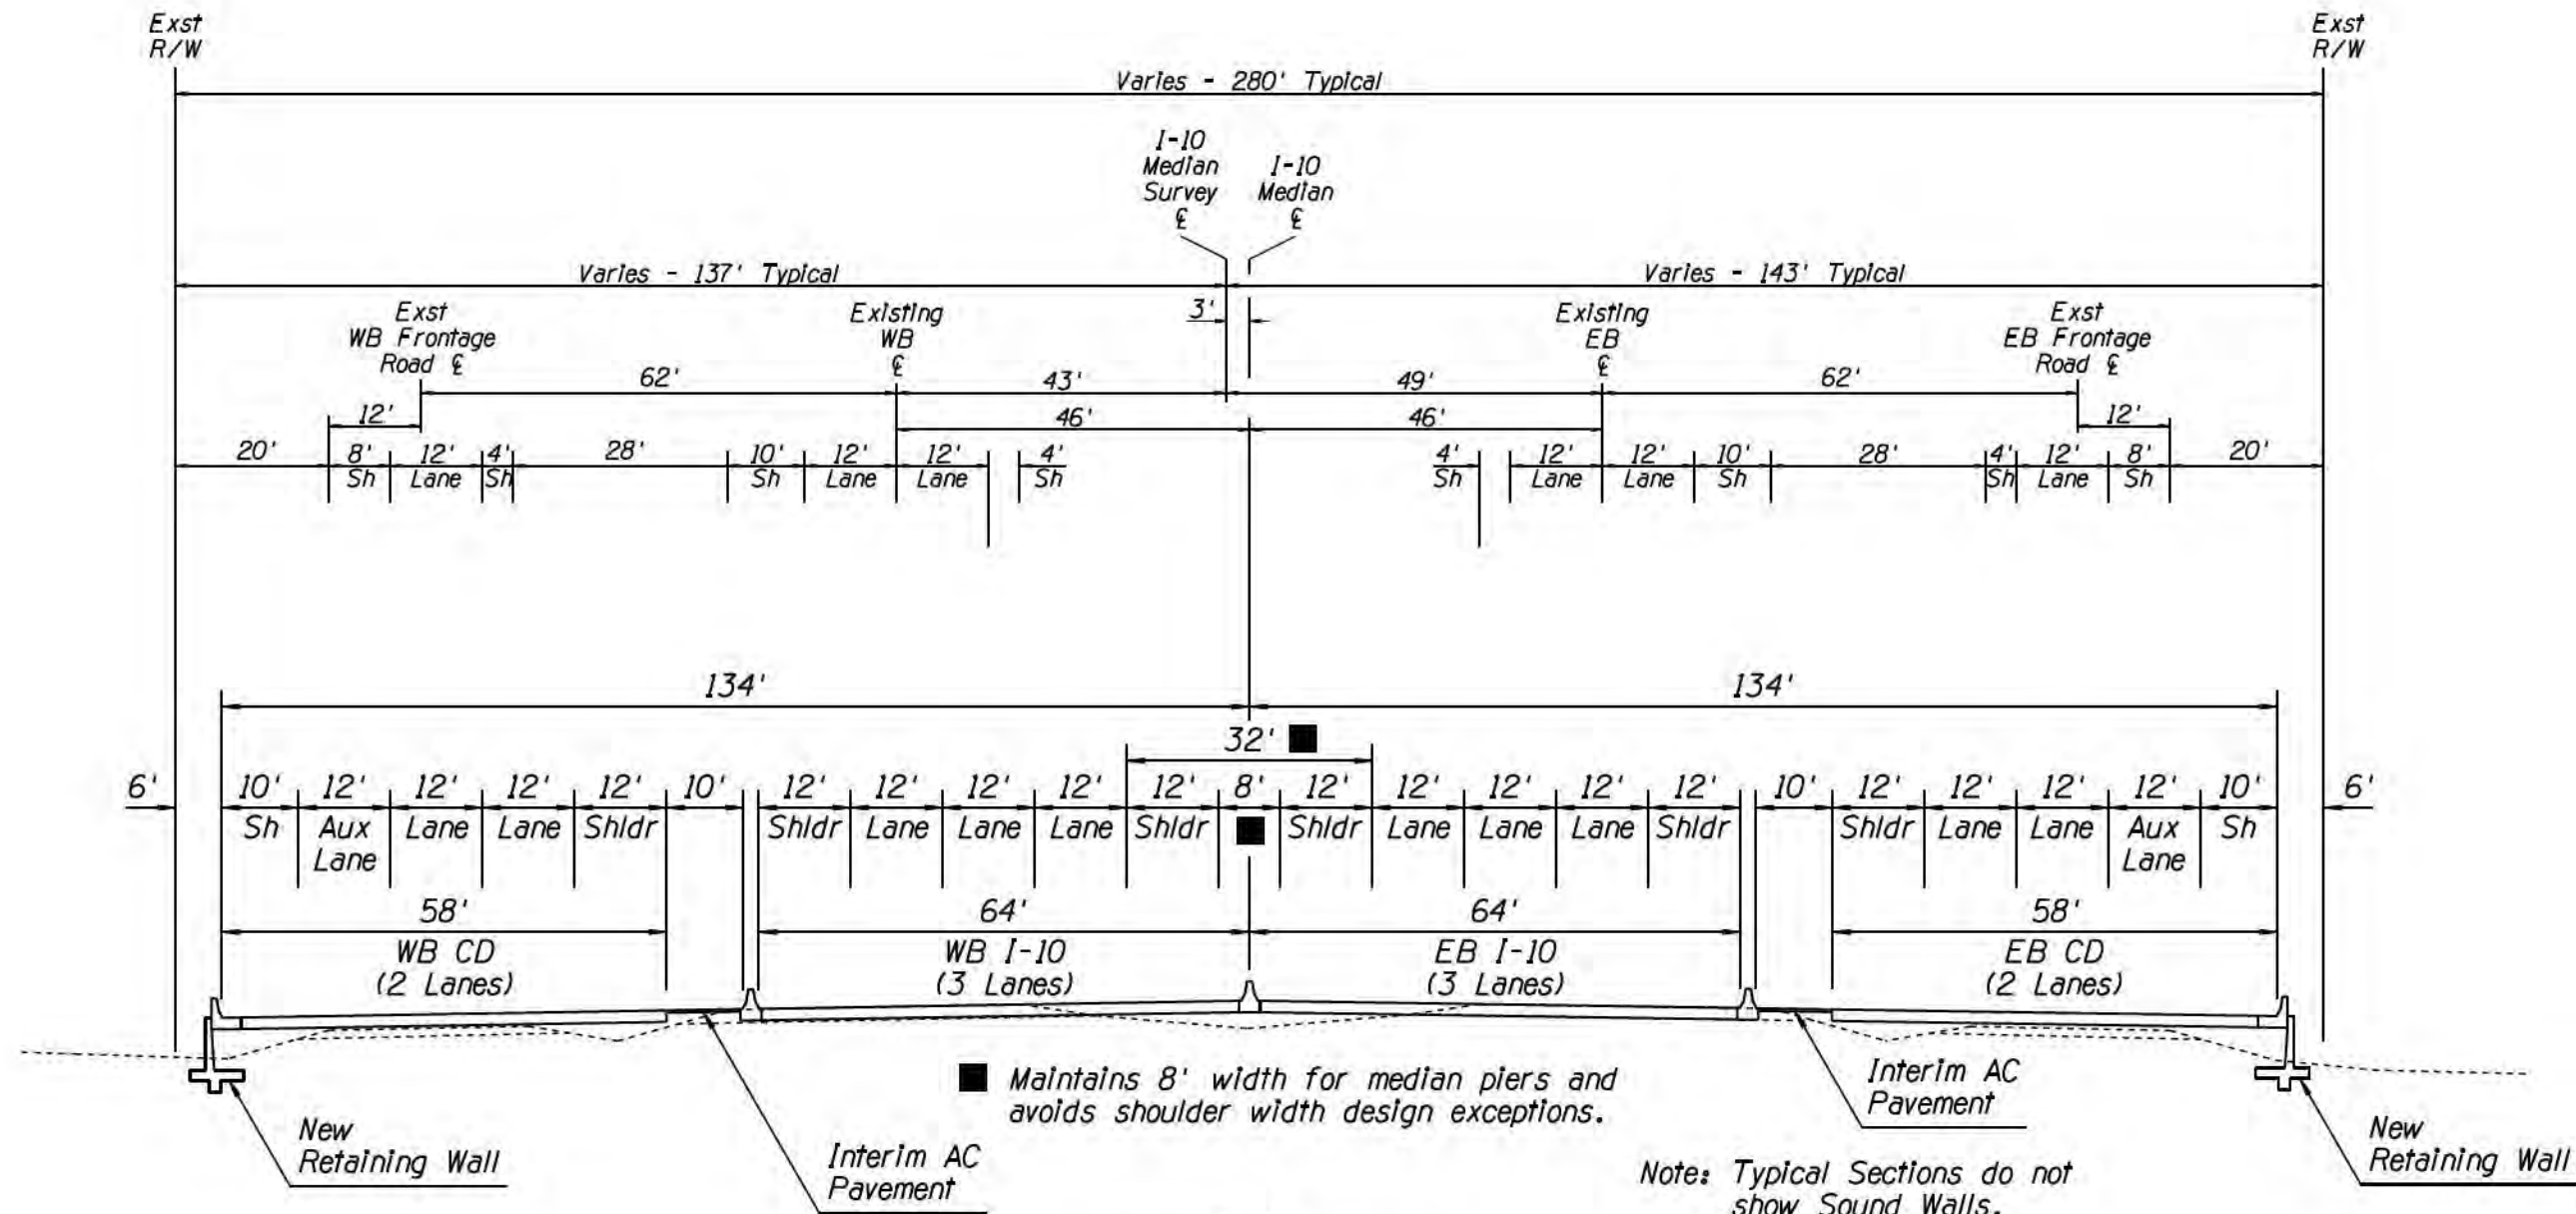 Exst
R/W
Exst
R/W
Varies - 280' Typical
I-10
Median
Survey
℄
I-10
Median
℄
Varies - 137' Typical
Varies - 143' Typical
3'
Exst
WB Frontage
Road ℄
Existing
WB
℄
Existing
EB
℄
Exst
EB Frontage
Road ℄
62' 43' 49' 62'
12' 46' 46' 12'
20' 8' 12' 4' 28' 10' 12' 12' 4' 4' 12' 12' 10' 28' 4' 12' 8' 20'
Sh Lane Sh Sh Lane Lane Sh Sh Lane Lane Sh Sh Lane Sh
134' 134'
32' ■
6' 10' 12' 12' 12' 12' 10' 12' 12' 12' 12' 12' 8' 12' 12' 12' 12' 12' 10' 12' 12' 12' 12' 10' 6'
Sh Aux Lane Lane Shldr Shldr Lane Lane Lane Shldr ■ Shldr Lane Lane Lane Shldr Shldr Lane Lane Aux Sh
Lane Lane
58' 64' 64' 58'
WB CD WB I-10 EB I-10 EB CD
(2 Lanes) (3 Lanes) (3 Lanes) (2 Lanes)
■ Maintains 8' width for median piers and
avoids shoulder width design exceptions.
Interim AC
Pavement
New
Retaining Wall
Interim AC
Pavement
New
Retaining Wall
Note: Typical Sections do not
show Sound Walls.